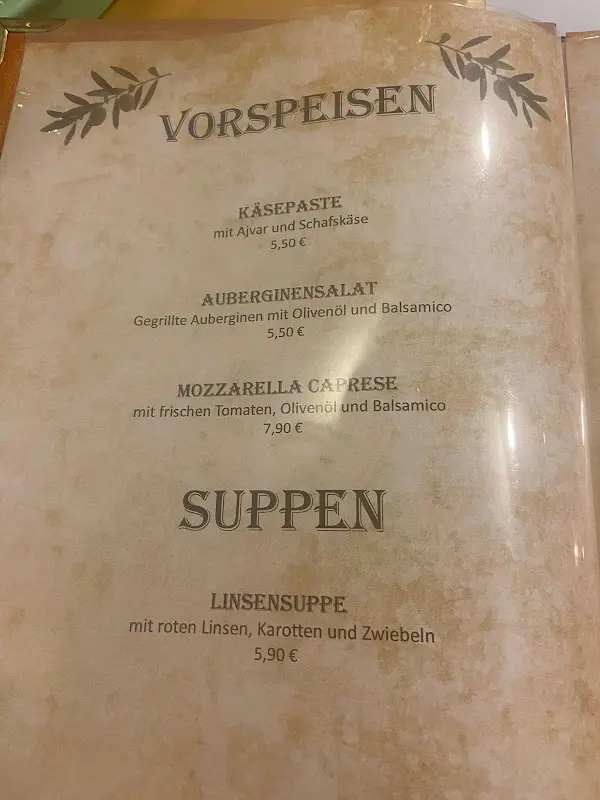 VORSPEISEN
KÄSEPASTE
mit Ajvar und Schafskäse
5,50 €
AUBERGINENSALAT
Gegrillte Auberginen mit Olivenöl und Balsamico
5,50 €
MOZZARELLA CAPRESE
mit frischen Tomaten, Olivenöl und Balsamico
7,90 €
SUPPEN
LINSENSUPPE
mit roten Linsen, Karotten und Zwiebeln
5,90 €